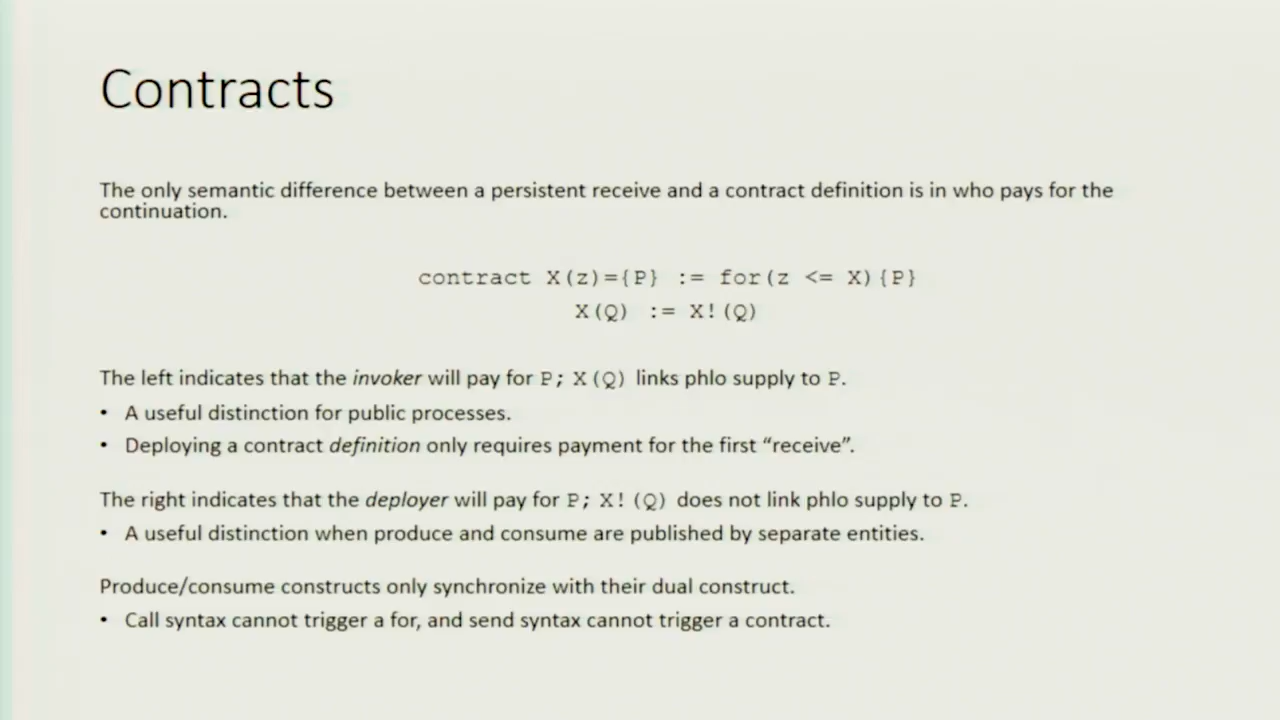 Contracts
The only semantic difference between a persistent receive and a contract definition is in who pays for the
continuation.
contract X(z)={P} := for(z <= X){P}
X(Q) := X!(Q)
The left indicates that the invoker will pay for P; X(Q) links phlo supply to P.
• A useful distinction for public processes.
• Deploying a contract definition only requires payment for the first “receive”.
The right indicates that the deployer will pay for P; X!(Q) does not link phlo supply to P.
• A useful distinction when produce and consume are published by separate entities.
Produce/consume constructs only synchronize with their dual construct.
• Call syntax cannot trigger a for, and send syntax cannot trigger a contract.